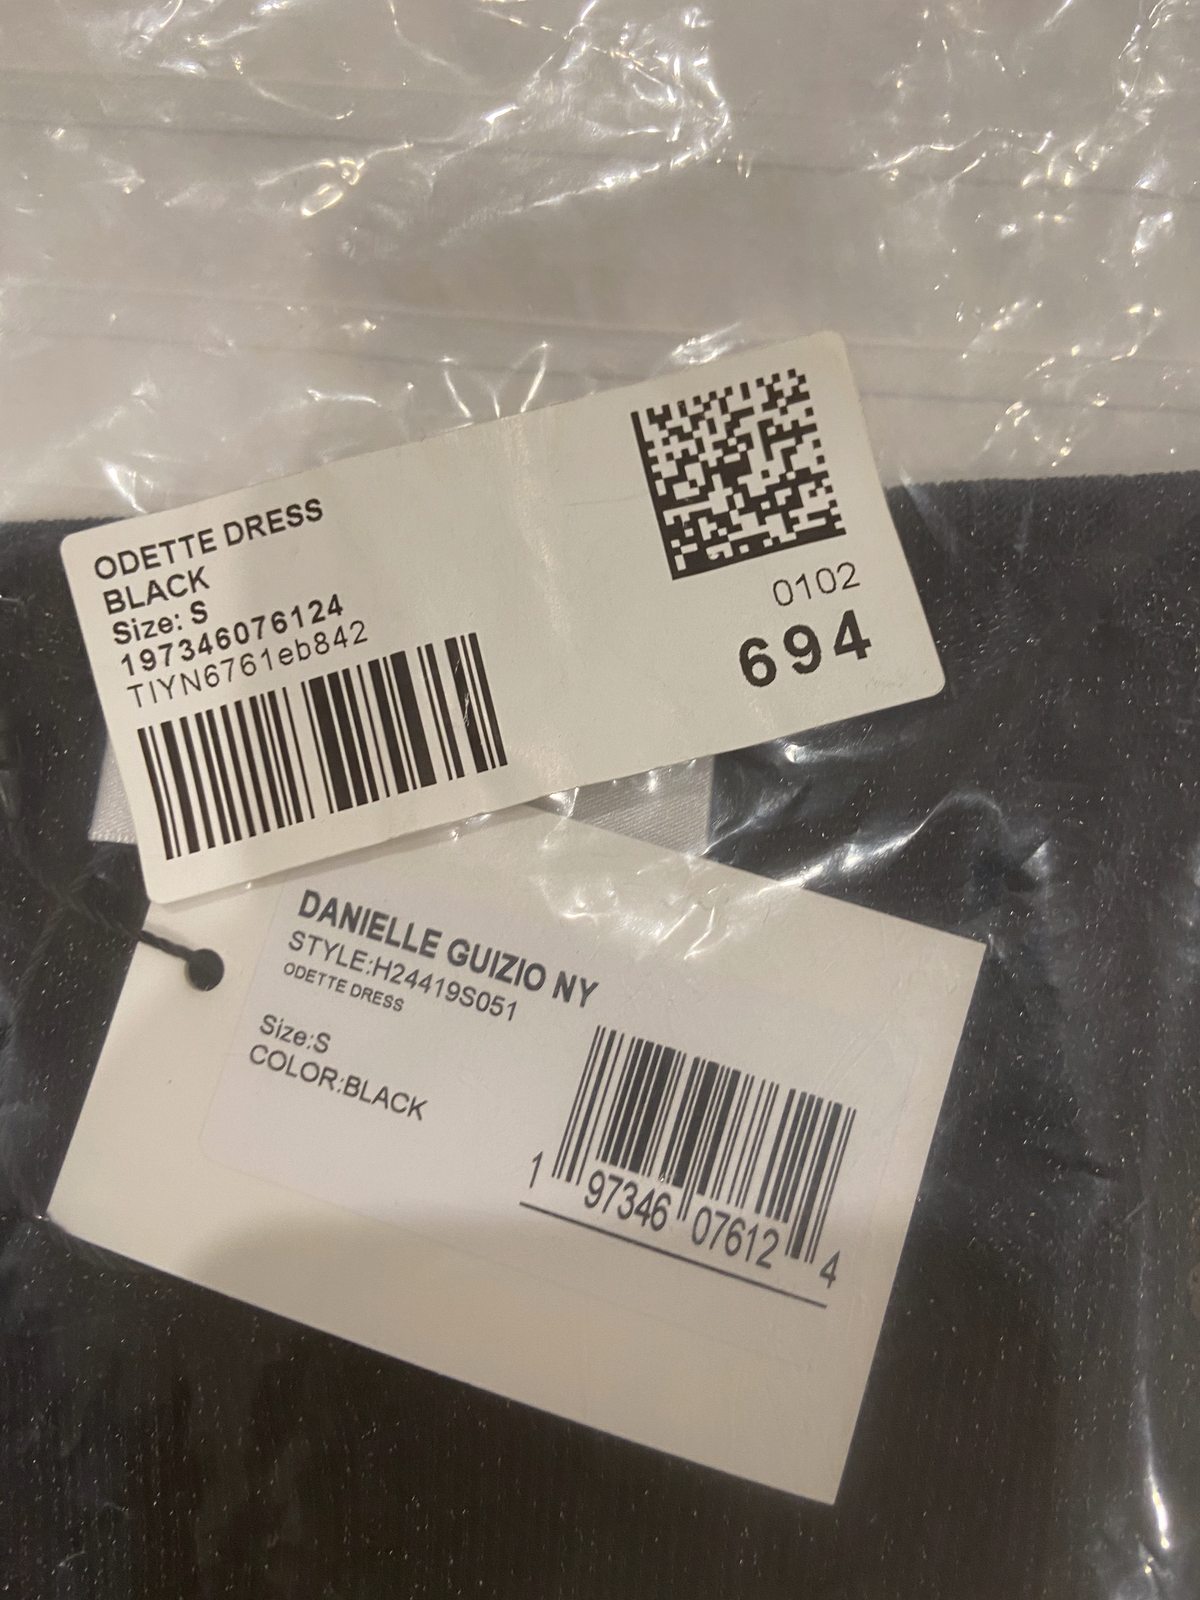 ODETTE DRESS
BLACK
Size: S
197346076124
TIYN6761eb842
0102
694
DANIELLE GUIZIO NY
STYLE:H24419S051
ODETTE DRESS
Size:S
COLOR:BLACK
1 97346 07612 4